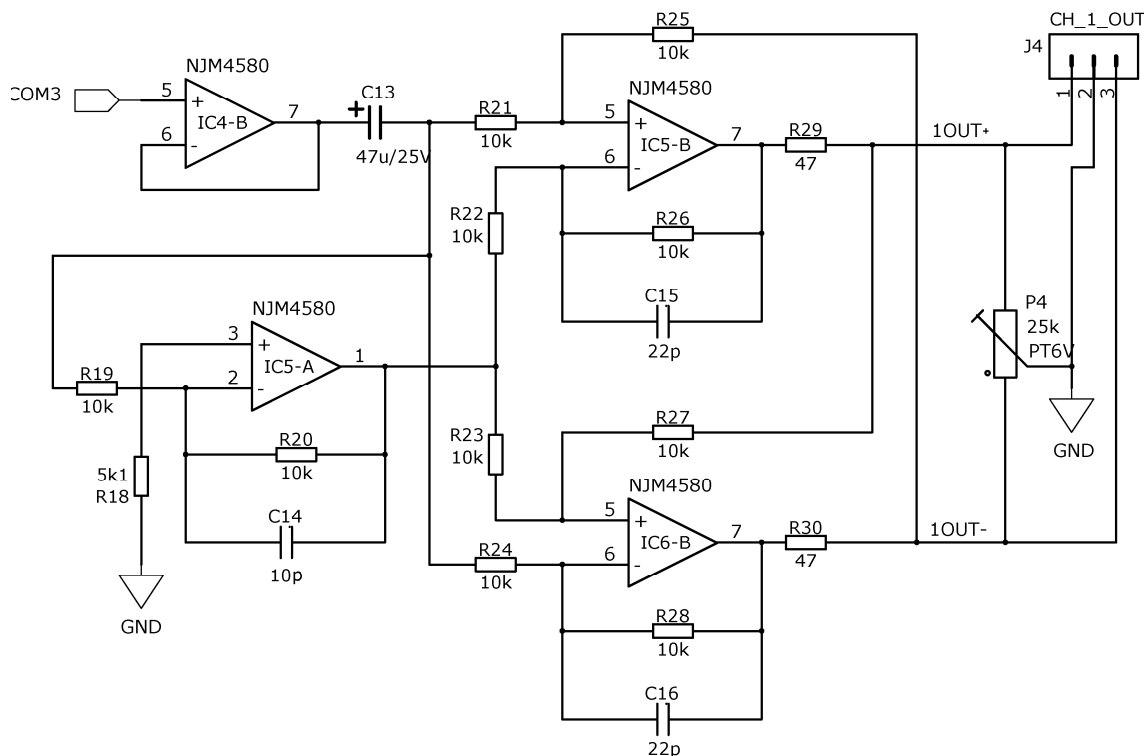 CH_1_OUT
J4
1
2
3
R25
10k
COM3
NJM4580
5
+
6
-
IC4-B
7
+
C13
47u/25V
R21
10k
NJM4580
5
+
6
-
IC5-B
7
R29
47
1OUT+
R22
10k
R26
10k
C15
22p
NJM4580
3
+
2
-
IC5-A
1
R19
10k
R20
10k
C14
10p
5k1
R18
GND
R23
10k
R27
10k
P4
25k
PT6V
GND
NJM4580
5
+
6
-
IC6-B
7
R30
47
1OUT-
R24
10k
R28
10k
C16
22p